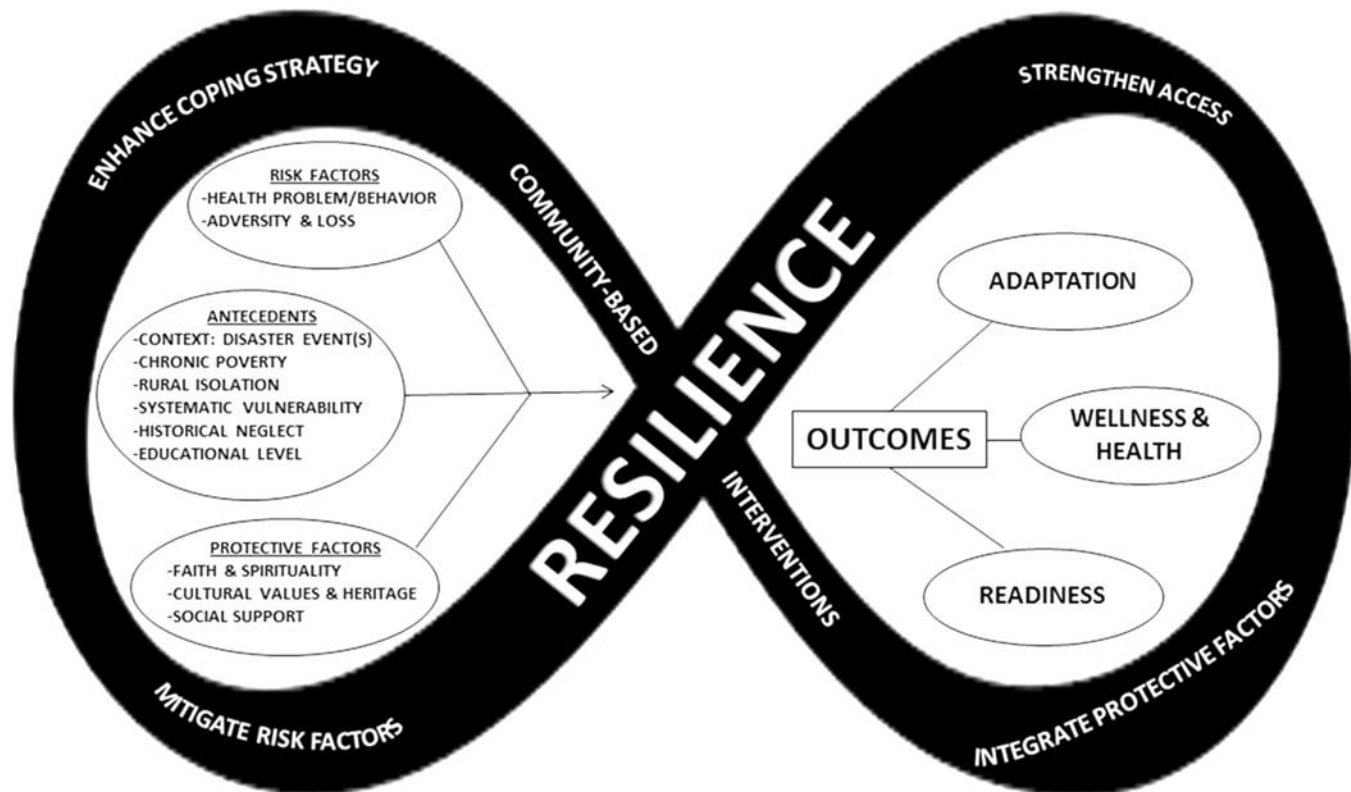 ENHANCE COPING STRATEGY
RISK FACTORS
-HEALTH PROBLEM/BEHAVIOR
-ADVERSITY & LOSS
ANTECEDENTS
-CONTEXT: DISASTER EVENT(S)
-CHRONIC POVERTY
-RURAL ISOLATION
-SYSTEMATIC VULNERABILITY
-HISTORICAL NEGLECT
-EDUCATIONAL LEVEL
PROTECTIVE FACTORS
-FAITH & SPIRITUALITY
-CULTURAL VALUES & HERITAGE
-SOCIAL SUPPORT
MITIGATE RISK FACTORS
COMMUNITY-BASED
RESILIENCE
INTERVENTIONS
STRENGTHEN ACCESS
ADAPTATION
OUTCOMES
WELLNESS &
HEALTH
READINESS
INTEGRATE PROTECTIVE FACTORS